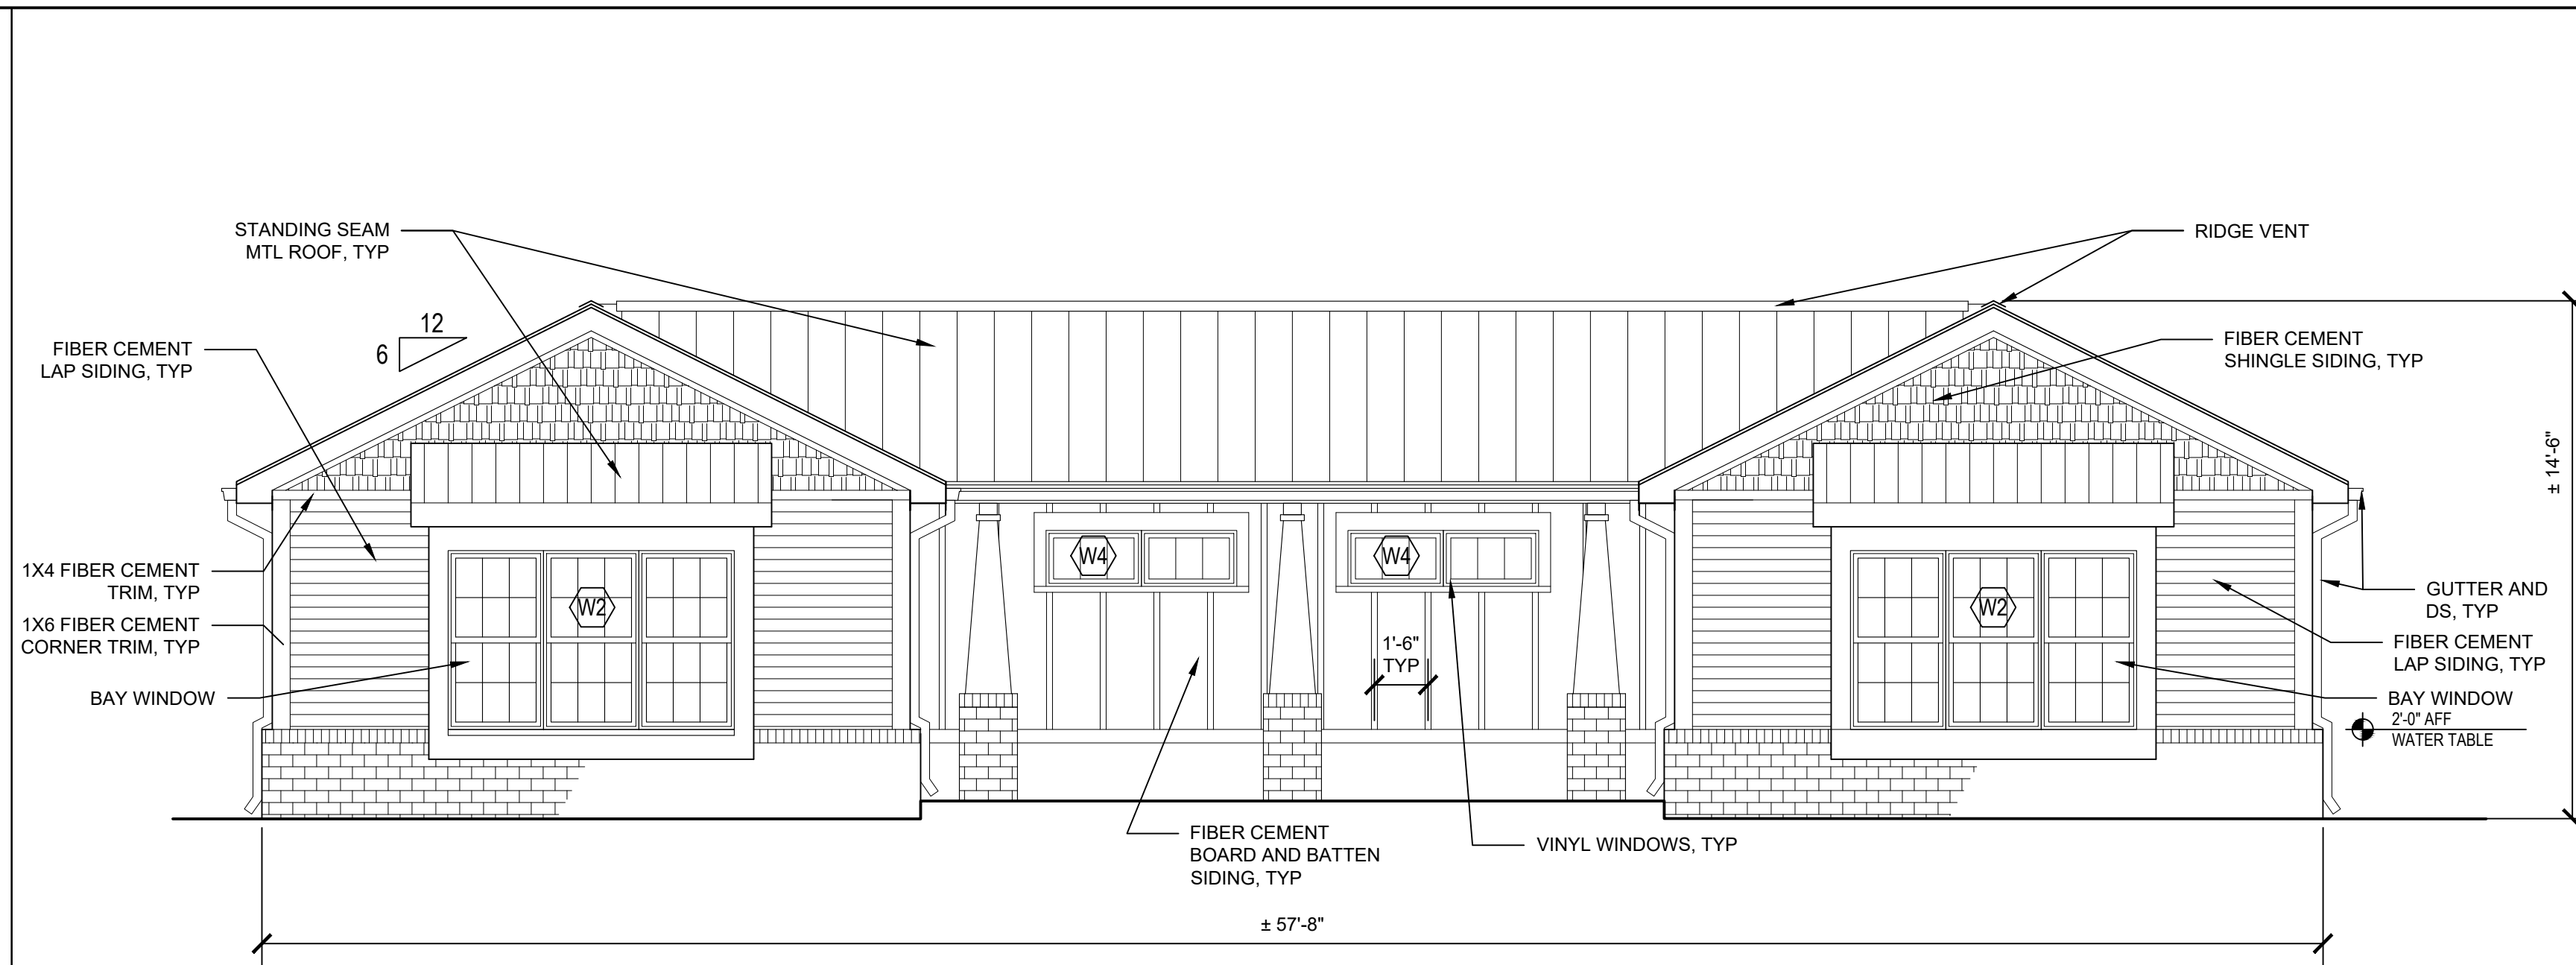 STANDING SEAM
MTL ROOF, TYP
RIDGE VENT
12
6
FIBER CEMENT
LAP SIDING, TYP
FIBER CEMENT
SHINGLE SIDING, TYP
± 14'-6"
1X4 FIBER CEMENT
TRIM, TYP
1X6 FIBER CEMENT
CORNER TRIM, TYP
BAY WINDOW
W2
W4
W4
W2
1'-6"
TYP
GUTTER AND
DS, TYP
FIBER CEMENT
LAP SIDING, TYP
BAY WINDOW
2'-0" AFF
WATER TABLE
FIBER CEMENT
BOARD AND BATTEN
SIDING, TYP
VINYL WINDOWS, TYP
± 57'-8"